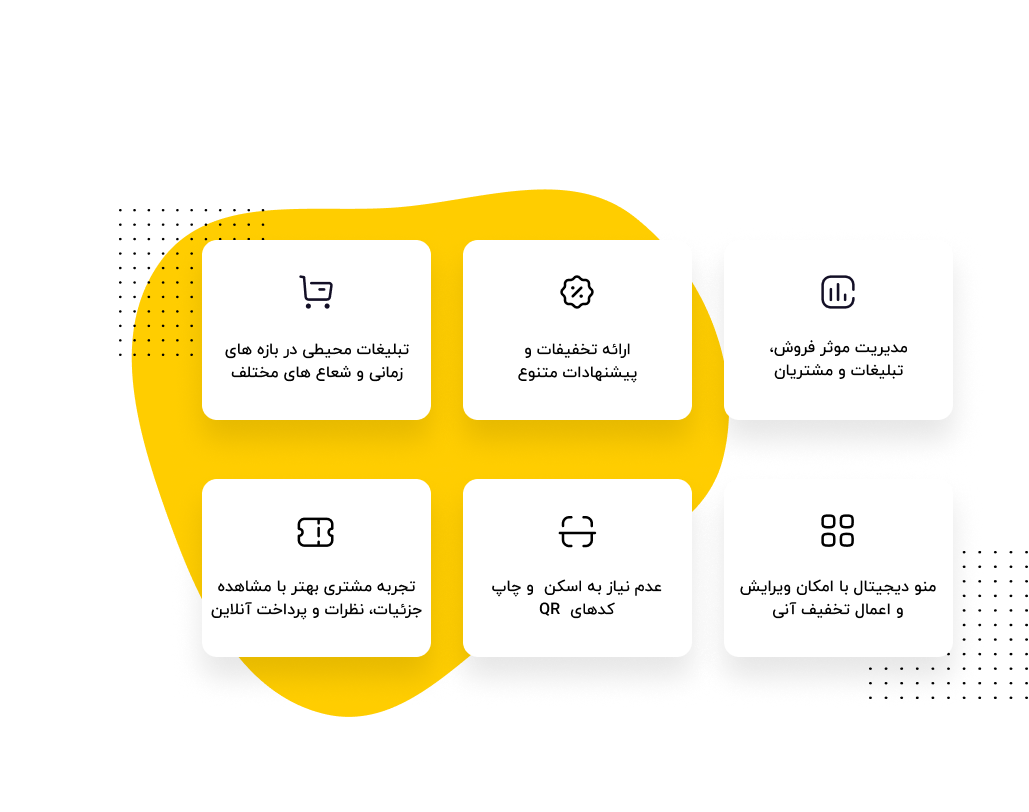 مدیریت موثر فروش،
تبلیغات و مشتریان
ارائه تخفیفات و
پیشنهادات متنوع
تبلیغات محیطی در بازه های
زمانی و شعاع های مختلف
منو دیجیتال با امکان ویرایش
و اعمال تخفیف آنی
عدم نیاز به اسکن  و چاپ
کدهای  QR
تجربه مشتری بهتر با مشاهده
جزئیات، نظرات و پرداخت آنلاین